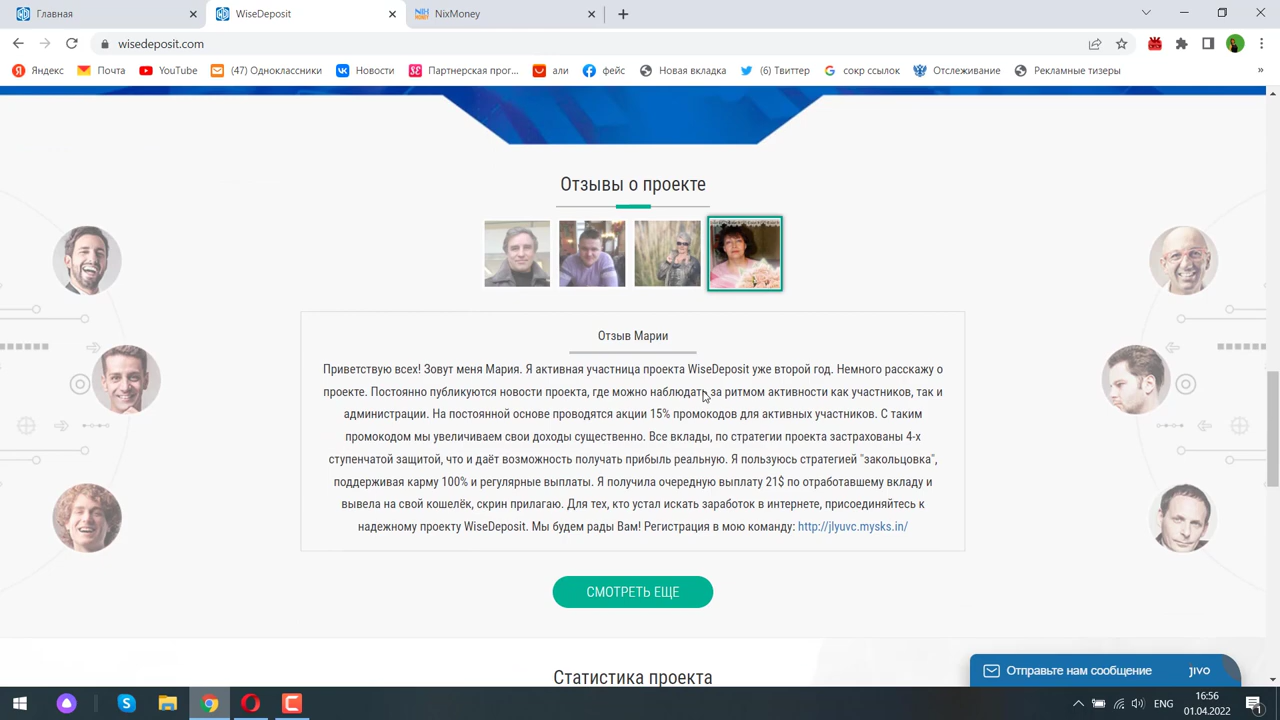 Главная
WiseDeposit
NixMoney
wisedeposit.com
Яндекс
Почта
YouTube
(47) Одноклассники
Новости
Партнерская прог...
али
фейс
Новая вкладка
(6) Твиттер
сокр ссылок
Отслеживание
Рекламные тизеры
»
Отзывы о проекте
Отзыв Марии
Приветствую всех! Зовут меня Мария. Я активная участница проекта WiseDeposit уже второй год. Немного расскажу о
проекте. Постоянно публикуются новости проекта, где можно наблюдать за ритмом активности как участников, так и
администрации. На постоянной основе проводятся акции 15% промокодов для активных участников. С таким
промокодом мы увеличиваем свои доходы существенно. Все вклады, по стратегии проекта застрахованы 4-х
ступенчатой защитой, что и даёт возможность получать прибыль реальную. Я пользуюсь стратегией "закольцовка",
поддерживая карму 100% и регулярные выплаты. Я получила очередную выплату 21$ по отработавшему вкладу и
вывела на свой кошелёк, скрин прилагаю. Для тех, кто устал искать заработок в интернете, присоединяйтесь к
надежному проекту WiseDeposit. Мы будем рады Вам! Регистрация в мою команду: http://jlyuvc.mysks.in/
СМОТРЕТЬ ЕЩЕ
Статистика проекта
Отправьте нам сообщение
jivo
ENG
16:56
01.04.2022
1